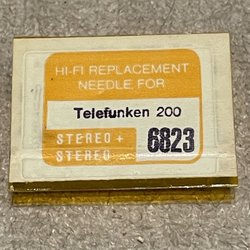 HI-FI REPLACEMENT
NEEDLE FOR
Telefunken 200
STEREO +
STEREO
6823